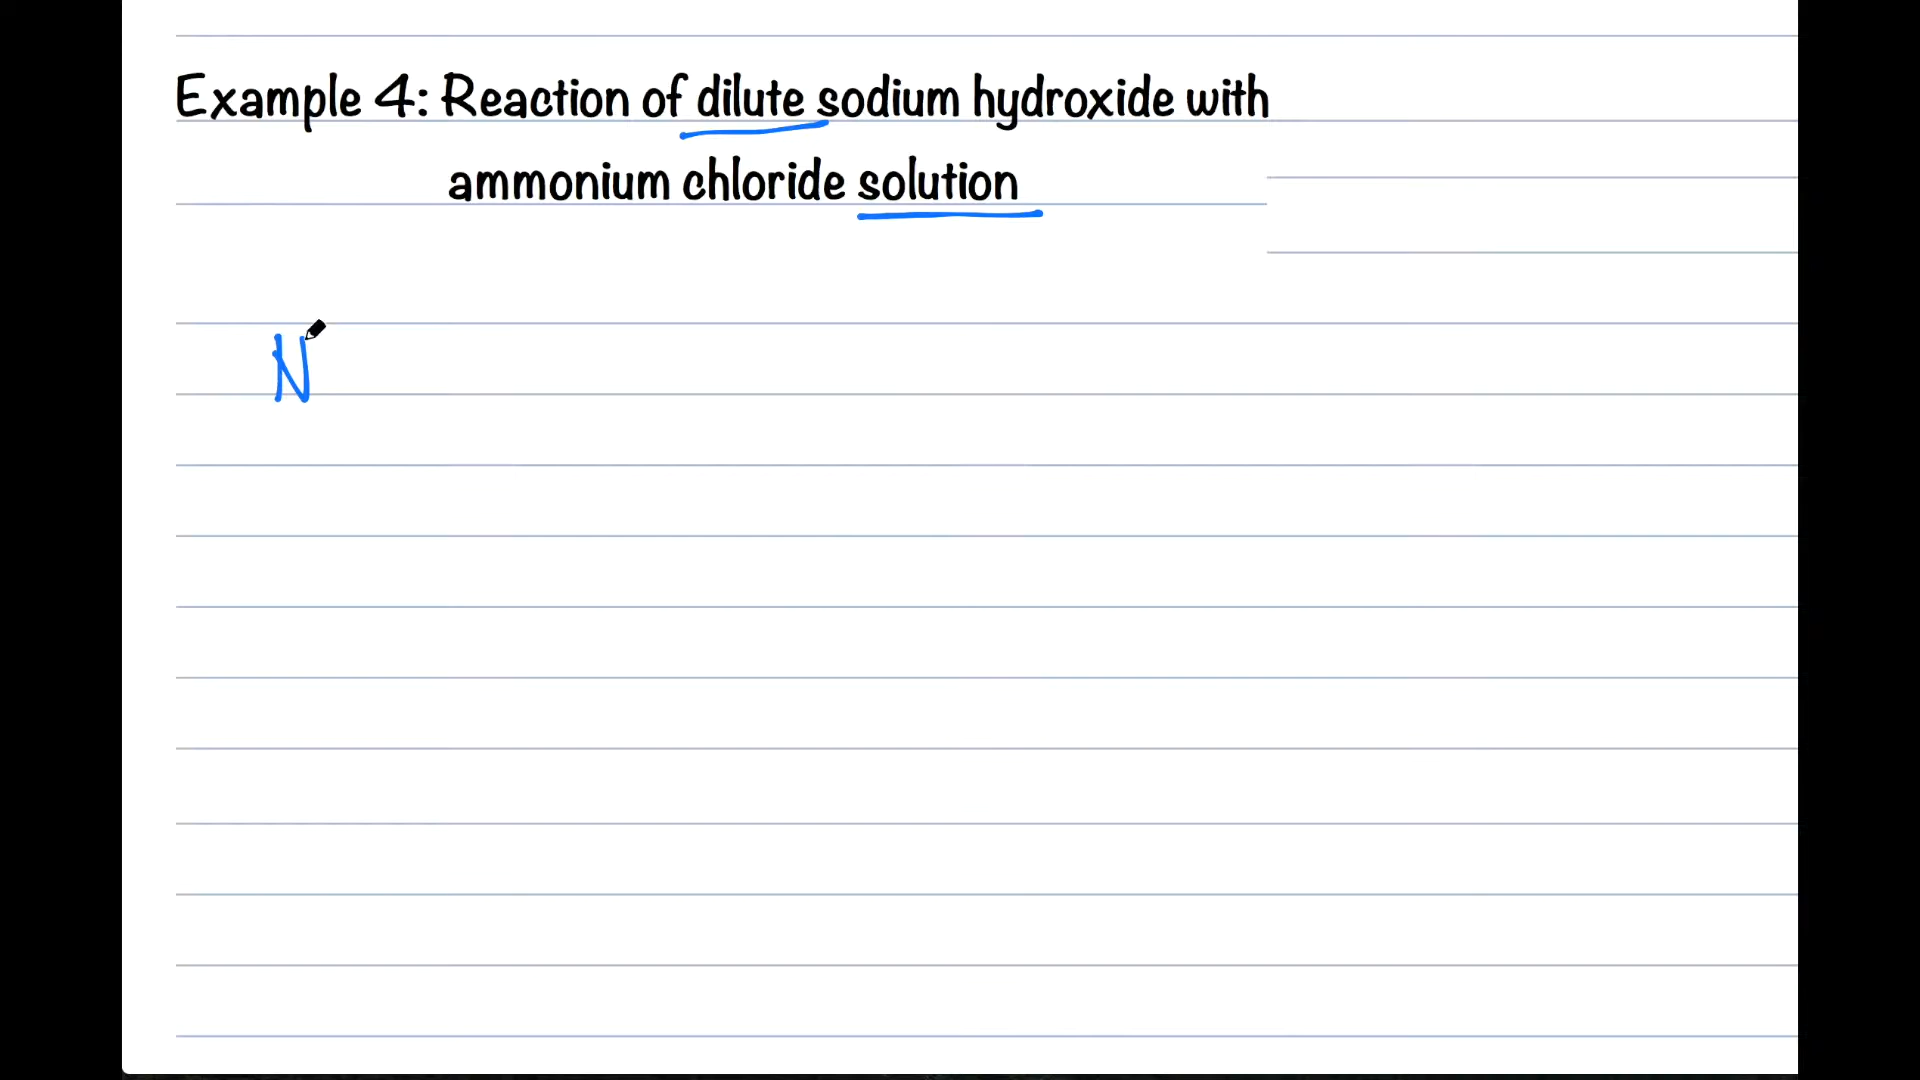 Example 4: Reaction of dilute sodium hydroxide with
ammonium chloride solution
N